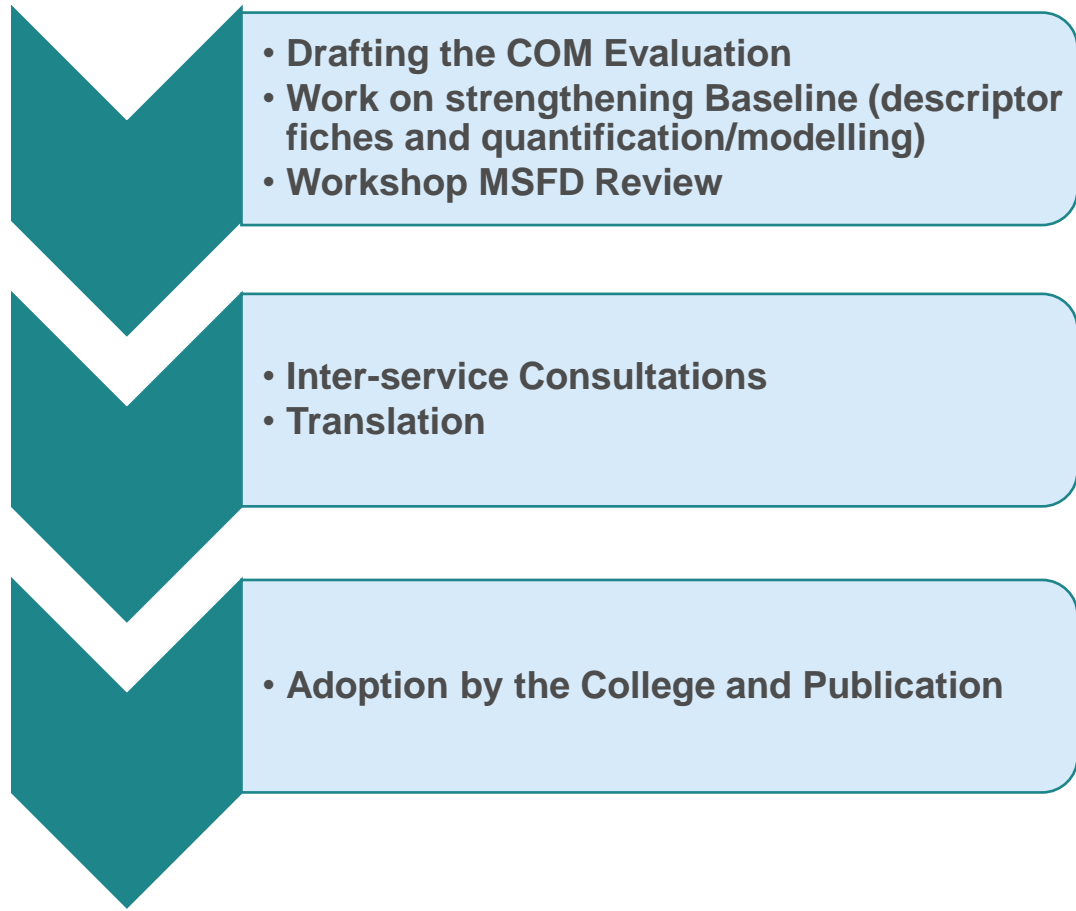 • Drafting the COM Evaluation
• Work on strengthening Baseline (descriptor
fiches and quantification/modelling)
• Workshop MSFD Review
• Inter-service Consultations
• Translation
• Adoption by the College and Publication